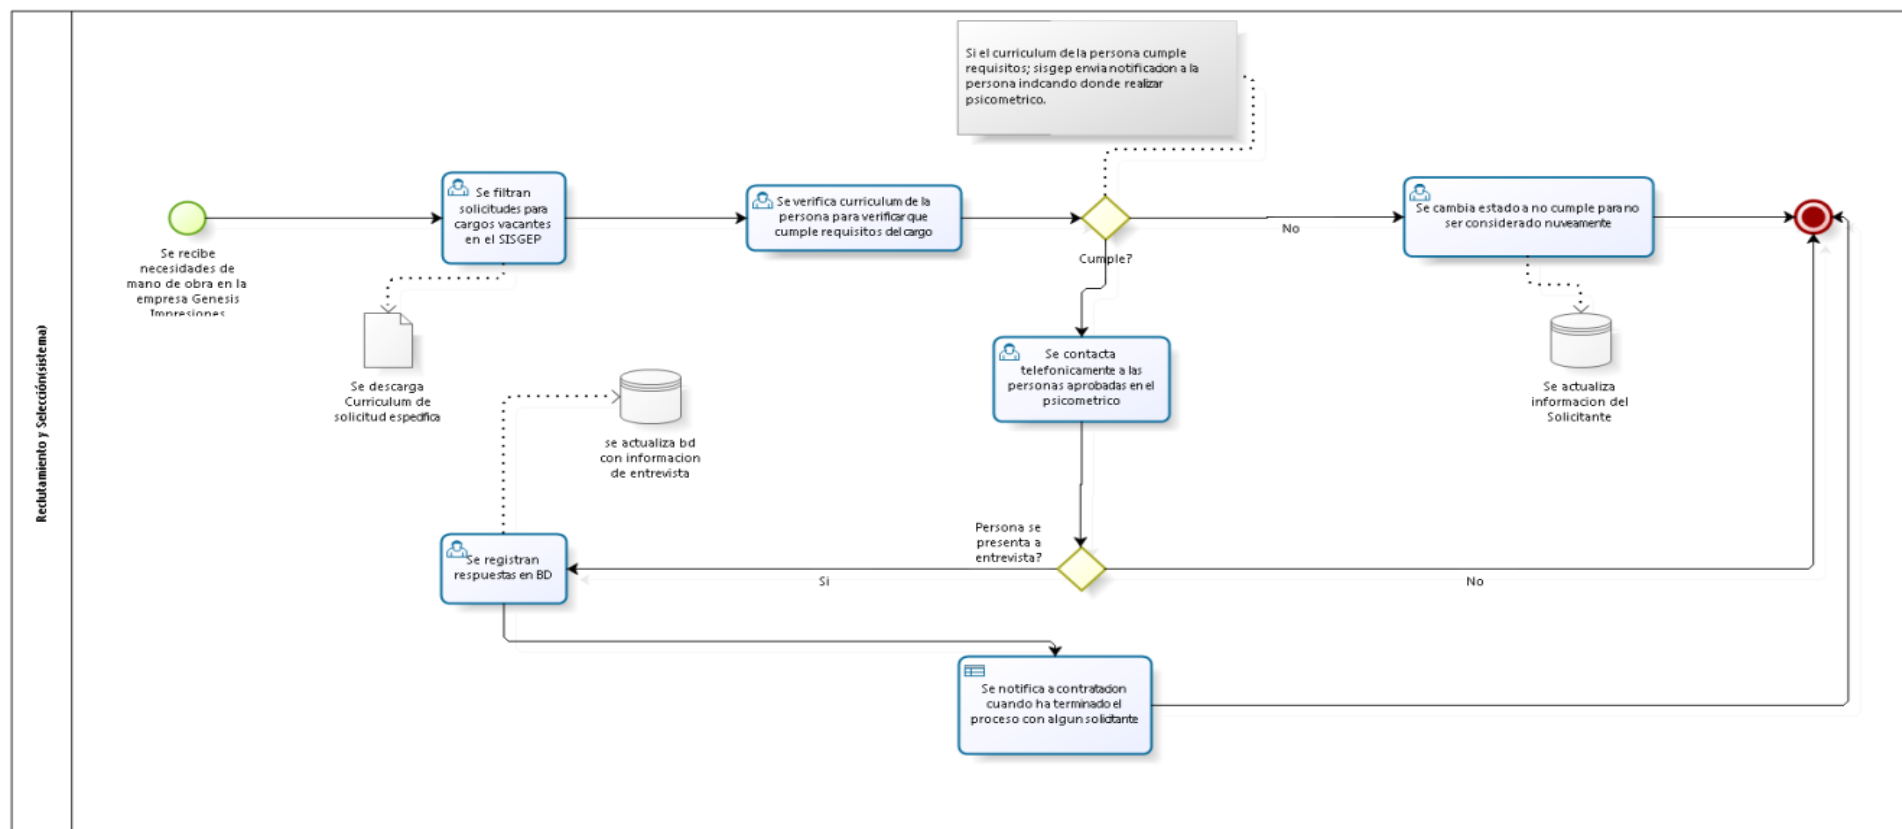 Reclutamiento y Selección(sistema)
Si el curriculum de la persona cumple
requisitos; sisgep envia notificacion a la
persona indcando donde realizar
psicometrico.
Se recibe
necesidades de
mano de obra en la
empresa Genesis
Impresiones
Se filtran
solicitudes para
cargos vacantes
en el SISGEP
Se descarga
Curriculum de
solicitud especifica
Se verifica curriculum de la
persona para verificar que
cumple requisitos del cargo
Cumple?
No
Se cambia estado a no cumple para no
ser considerado nuveamente
Se actualiza
informacion del
Solicitante
Se contacta
telefonicamente a las
personas aprobadas en el
psicometrico
se actualiza bd
con informacion
de entrevista
Persona se
presenta a
entrevista?
Si
No
Se registran
respuestas en BD
Se notifica a contratacion
cuando ha terminado el
proceso con algun solicitante